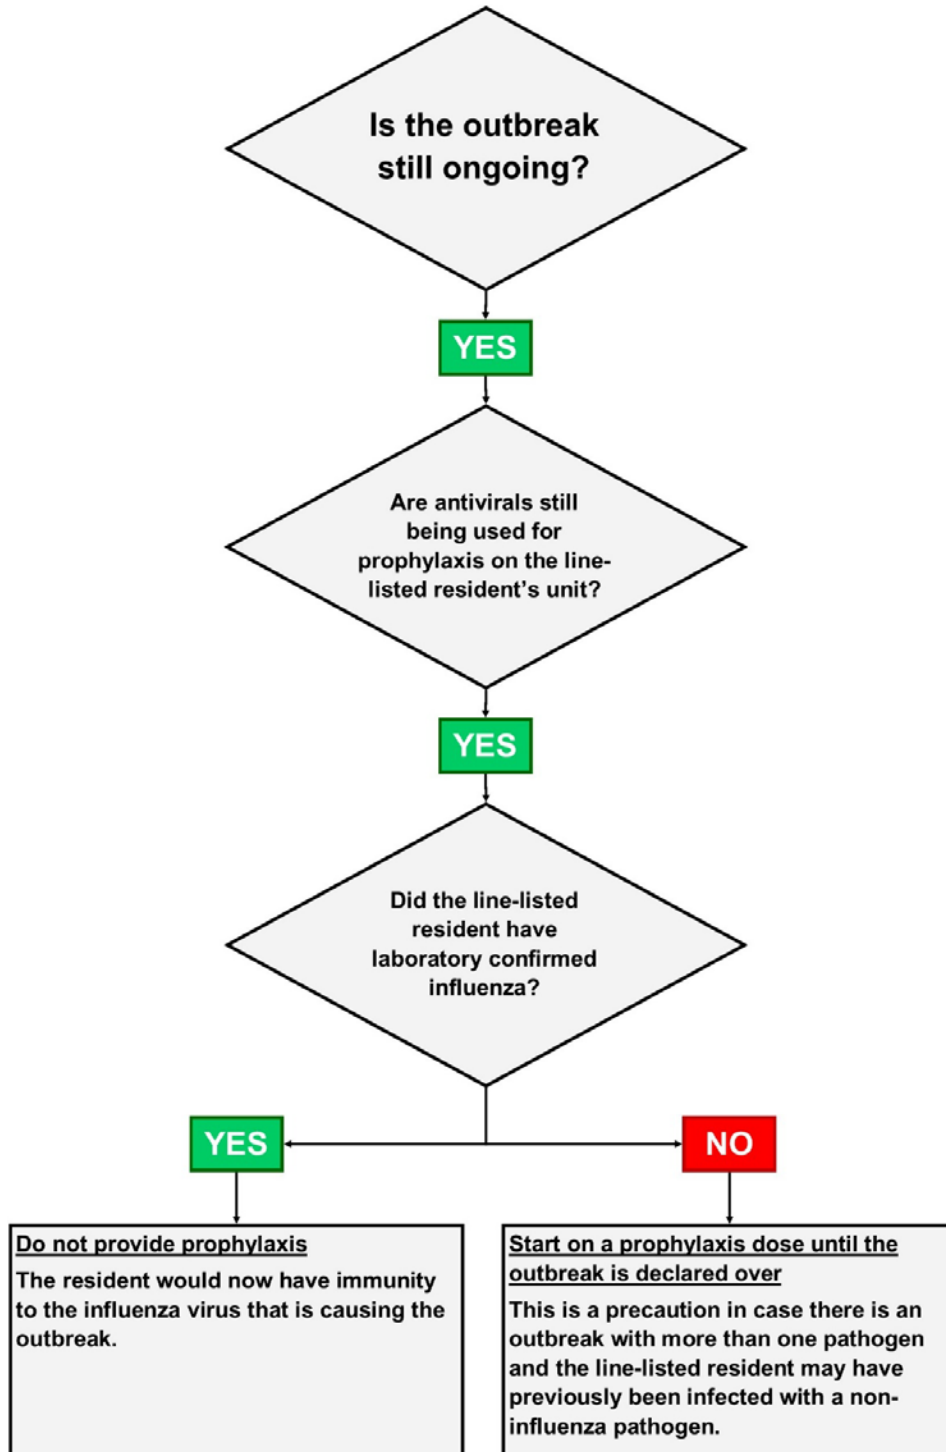 Is the outbreak
still ongoing?
YES
Are antivirals still
being used for
prophylaxis on the line-
listed resident’s unit?
YES
Did the line-listed
resident have
laboratory confirmed
influenza?
YES
NO
Do not provide prophylaxis
The resident would now have immunity
to the influenza virus that is causing the
outbreak.
Start on a prophylaxis dose until the
outbreak is declared over
This is a precaution in case there is an
outbreak with more than one pathogen
and the line-listed resident may have
previously been infected with a non-
influenza pathogen.